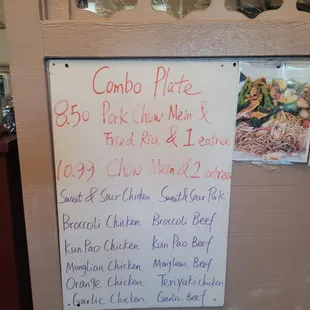 Combo Plate
8.50 Pork Chow Mein &
Fried Rice & 1 entree
10.99 Chow Mein & 2 entree
Sweet & Sour Chicken Sweet & Sour Pork
Broccoli Chicken Broccoli Beef
Kun Pao Chicken Kun Pao Beef
Monglian Chicken Monglian Beef
Orange Chicken Teriyaki chicken
Garlic Chicken Garlic Beef